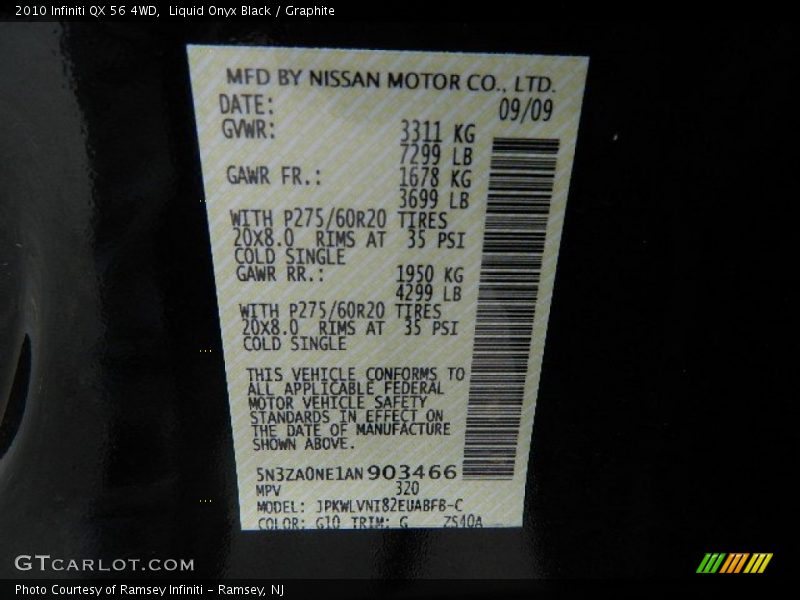 2010 Infiniti QX 56 4WD, Liquid Onyx Black / Graphite
MFD BY NISSAN MOTOR CO., LTD.
DATE: 09/09
GVWR: 3311 KG
7299 LB
GAWR FR.: 1678 KG
3699 LB
WITH P275/60R20 TIRES
20X8.0 RIMS AT 35 PSI
COLD SINGLE
GAWR RR.: 1950 KG
4299 LB
WITH P275/60R20 TIRES
20X8.0 RIMS AT 35 PSI
COLD SINGLE
THIS VEHICLE CONFORMS TO
ALL APPLICABLE FEDERAL
MOTOR VEHICLE SAFETY
STANDARDS IN EFFECT ON
THE DATE OF MANUFACTURE
SHOWN ABOVE.
5N3ZA0NE1AN903466
MPV 320
MODEL: JPKWLVNI82EUABFB-C
COLOR: G10 TRIM: G ZS40A
GTCARLOT.COM
Photo Courtesy of Ramsey Infiniti - Ramsey, NJ